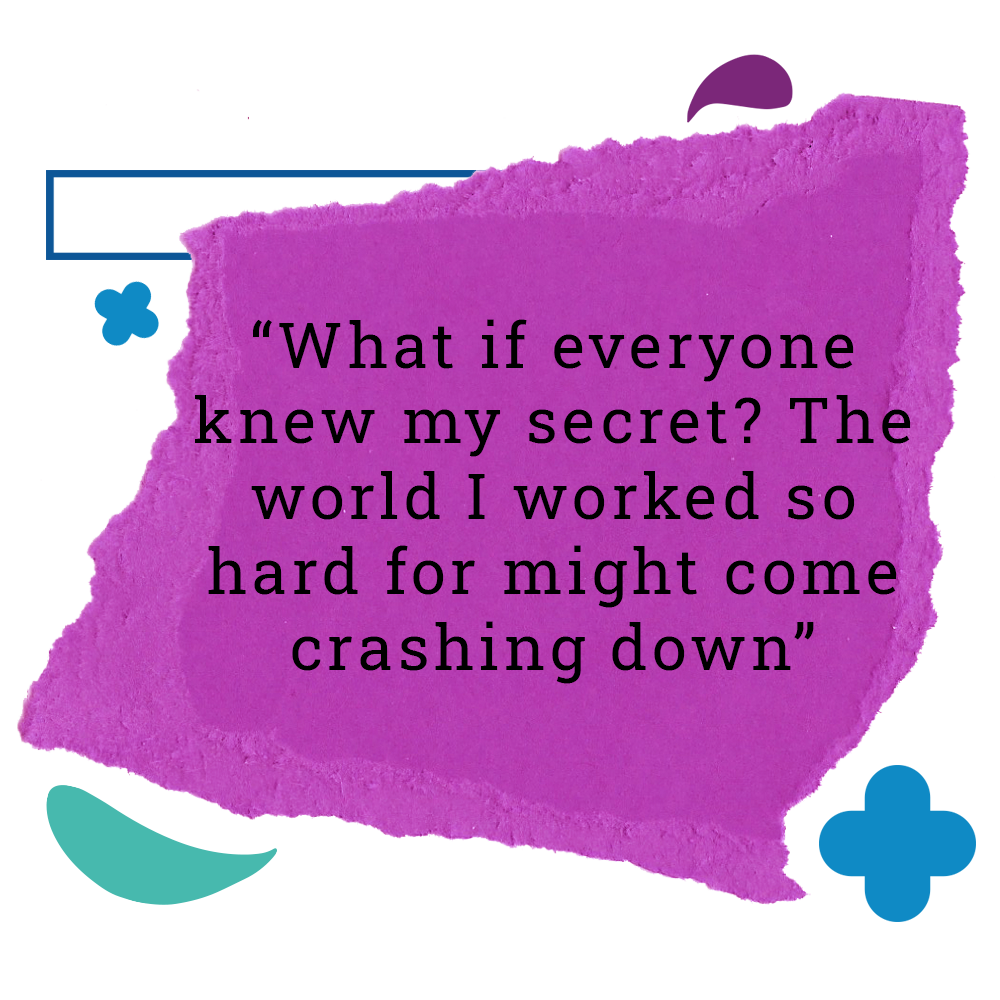 “What if everyone
knew my secret? The
world I worked so
hard for might come
crashing down”